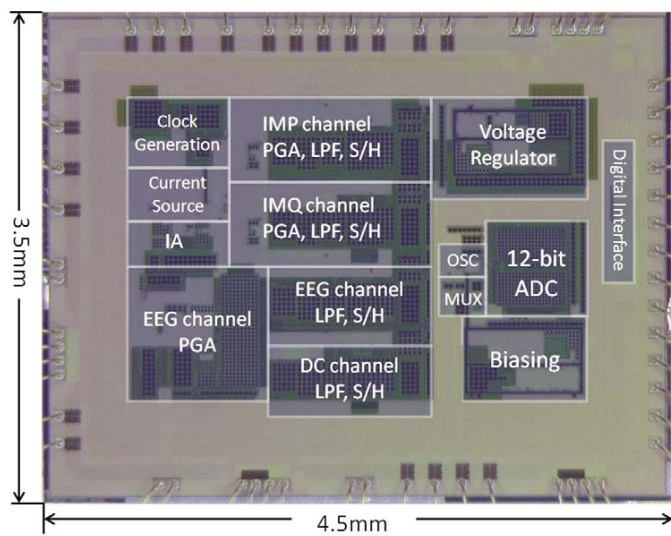 Clock
Generation
IMP channel
PGA, LPF, S/H
Voltage
Regulator
Current
Source
IMQ channel
PGA, LPF, S/H
Digital Interface
IA
OSC
12-bit
ADC
MUX
EEG channel
PGA
EEG channel
LPF, S/H
DC channel
LPF, S/H
Biasing
3.5mm
4.5mm